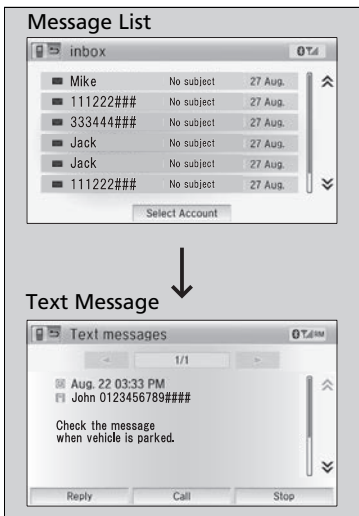 Message List
inbox
Mike No subject 27 Aug.
111222### No subject 27 Aug.
333444### No subject 27 Aug.
Jack No subject 27 Aug.
Jack No subject 27 Aug.
111222### No subject 27 Aug.
Select Account
Text Message
Text messages
1/1
Aug. 22 03:33 PM
John 0123456789####
Check the message
when vehicle is parked.
Reply Call Stop